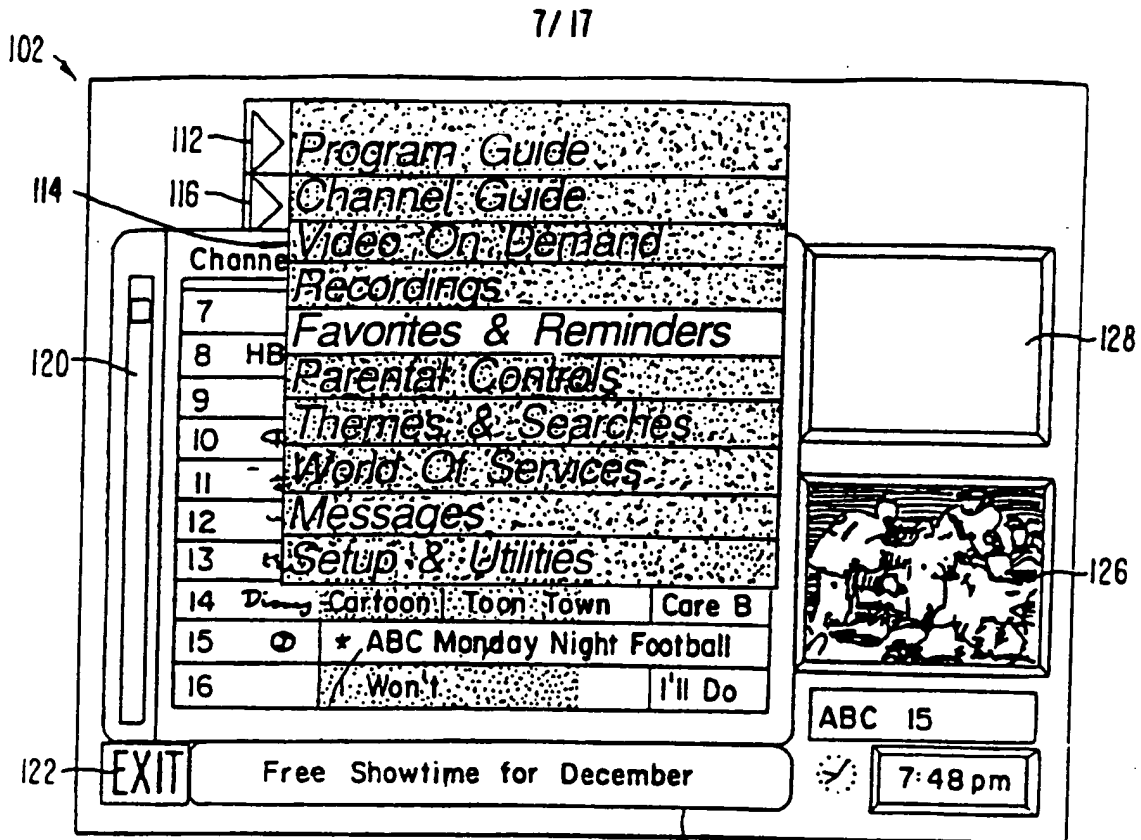 7/17
102
112
Program Guide
116
Channel Guide
114
Video On Demand
Channe
Recordings
7
Favorites & Reminders
128
8 HB
120
Parental Controls
9
Themes & Searches
10
World Of Services
11
Messages
12
Setup & Utilities
13
126
14 Disney Cartoon Toon Town Care B
15 * ABC Monday Night Football
16 I Won't I'll Do
ABC 15
122
EXIT
Free Showtime for December
7:48pm